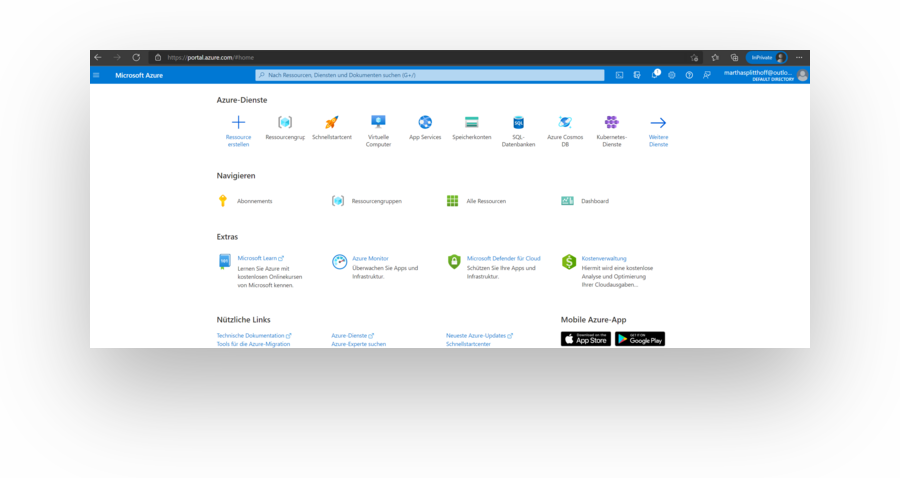 https://portal.azure.com/#home
InPrivate
Microsoft Azure
Nach Ressourcen, Diensten und Dokumenten suchen (G+/)
marthasplitthoff@outlo...
DEFAULT DIRECTORY
Azure-Dienste
Ressource
erstellen
Ressourcengrup
Schnellstartcent
Virtuelle
Computer
App Services
Speicherkonten
SQL-
Datenbanken
Azure Cosmos
DB
Kubernetes-
Dienste
Weitere
Dienste
Navigieren
Abonnements
Ressourcengruppen
Alle Ressourcen
Dashboard
Extras
Microsoft Learn
Lernen Sie Azure mit
kostenlosen Onlinekursen
von Microsoft kennen.
Azure Monitor
Überwachen Sie Apps und
Infrastruktur.
Microsoft Defender für Cloud
Schützen Sie Ihre Apps und
Infrastruktur.
Kostenverwaltung
Hiermit wird eine kostenlose
Analyse und Optimierung
Ihrer Cloudausgaben...
Nützliche Links
Technische Dokumentation
Azure-Dienste
Neueste Azure-Updates
Tools für die Azure-Migration
Azure-Experte suchen
Schnellstartcenter
Mobile Azure-App
Download on the
App Store
GET IT ON
Google Play